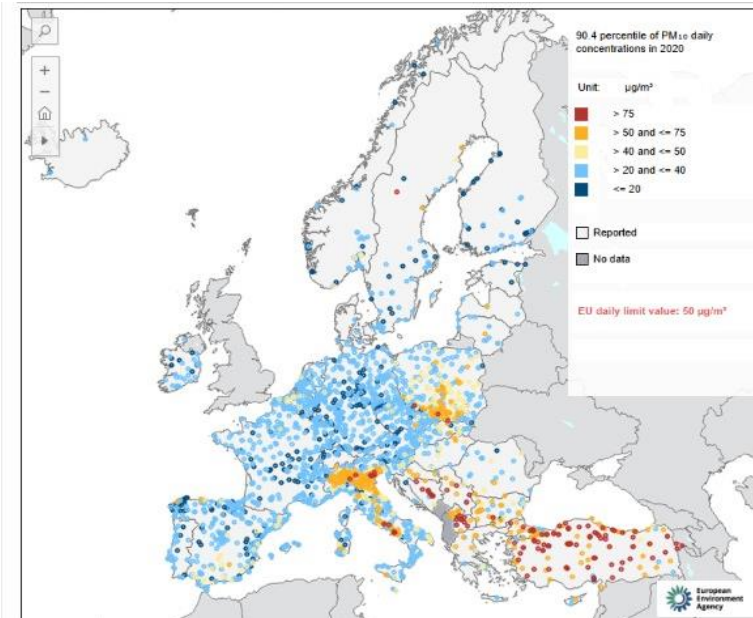 90.4 percentile of PM₁₀ daily
concentrations in 2020
Unit: µg/m³
> 75
> 50 and <= 75
> 40 and <= 50
> 20 and <= 40
<= 20
Reported
No data
EU daily limit value: 50 µg/m³
European
Environment
Agency